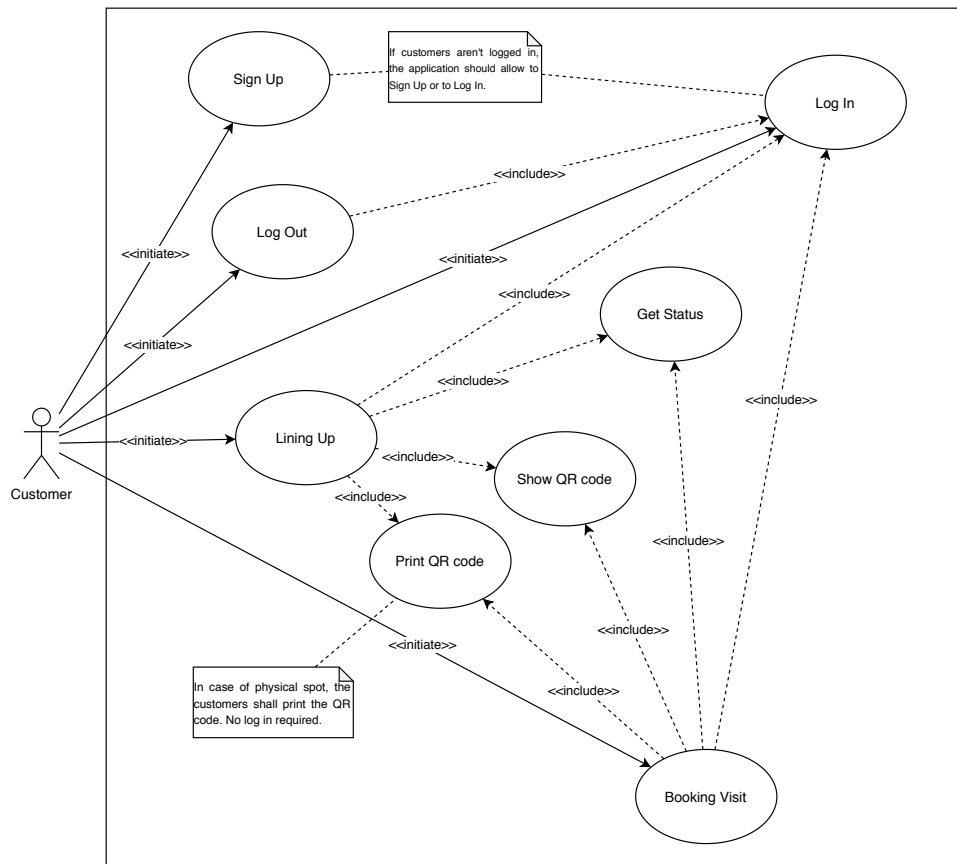 If customers aren't logged in,
the application should allow to
Sign Up or to Log In.
Sign Up
Log In
<<include>>
Log Out
<<initiate>>
<<initiate>>
<<include>>
Get Status
<<initiate>>
<<include>>
<<include>>
Lining Up
<<initiate>>
<<include>>
Show QR code
Customer
<<include>>
<<include>>
Print QR code
<<include>>
<<initiate>>
In case of physical spot, the
customers shall print the QR
code. No log in required.
<<include>>
Booking Visit